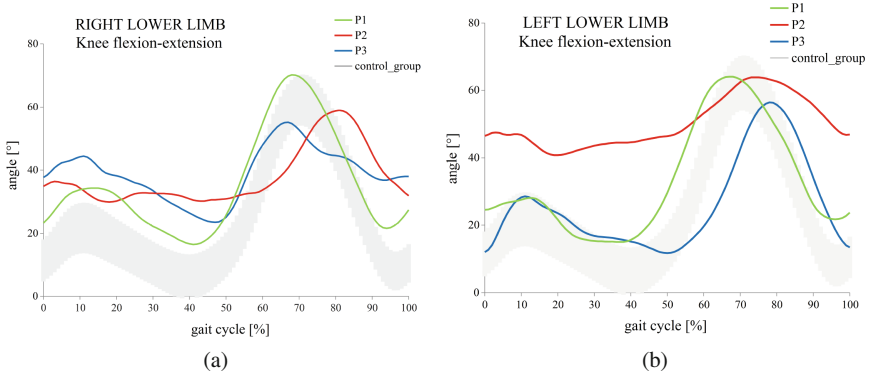 RIGHT LOWER LIMB
Knee flexion-extension
P1
P2
P3
control_group
angle [°]
80
60
40
20
0
0 10 20 30 40 50 60 70 80 90 100
gait cycle [%]
(a)
LEFT LOWER LIMB
Knee flexion-extension
P1
P2
P3
control_group
angle [°]
80
60
40
20
0
0 10 20 30 40 50 60 70 80 90 100
gait cycle [%]
(b)